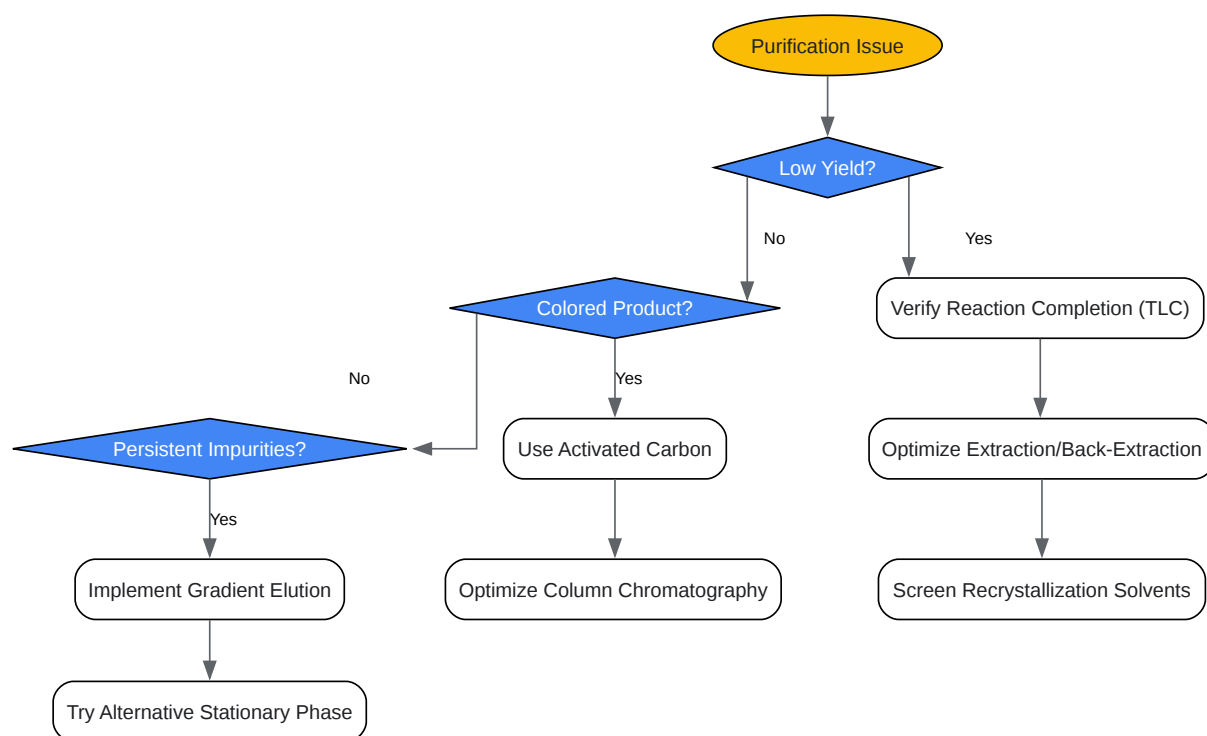 Purification Issue
Low Yield?
No
Yes
Colored Product?
Verify Reaction Completion (TLC)
No
Yes
Persistent Impurities?
Use Activated Carbon
Optimize Extraction/Back-Extraction
Yes
Implement Gradient Elution
Optimize Column Chromatography
Screen Recrystallization Solvents
Try Alternative Stationary Phase